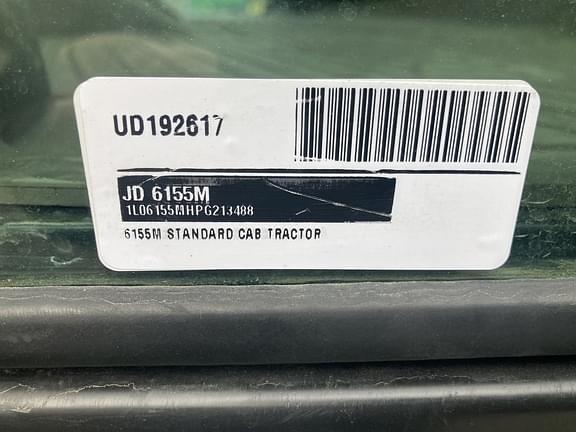 UD192617
JD 6155M
1L06155MHPG213488
6155M STANDARD CAB TRACTOR